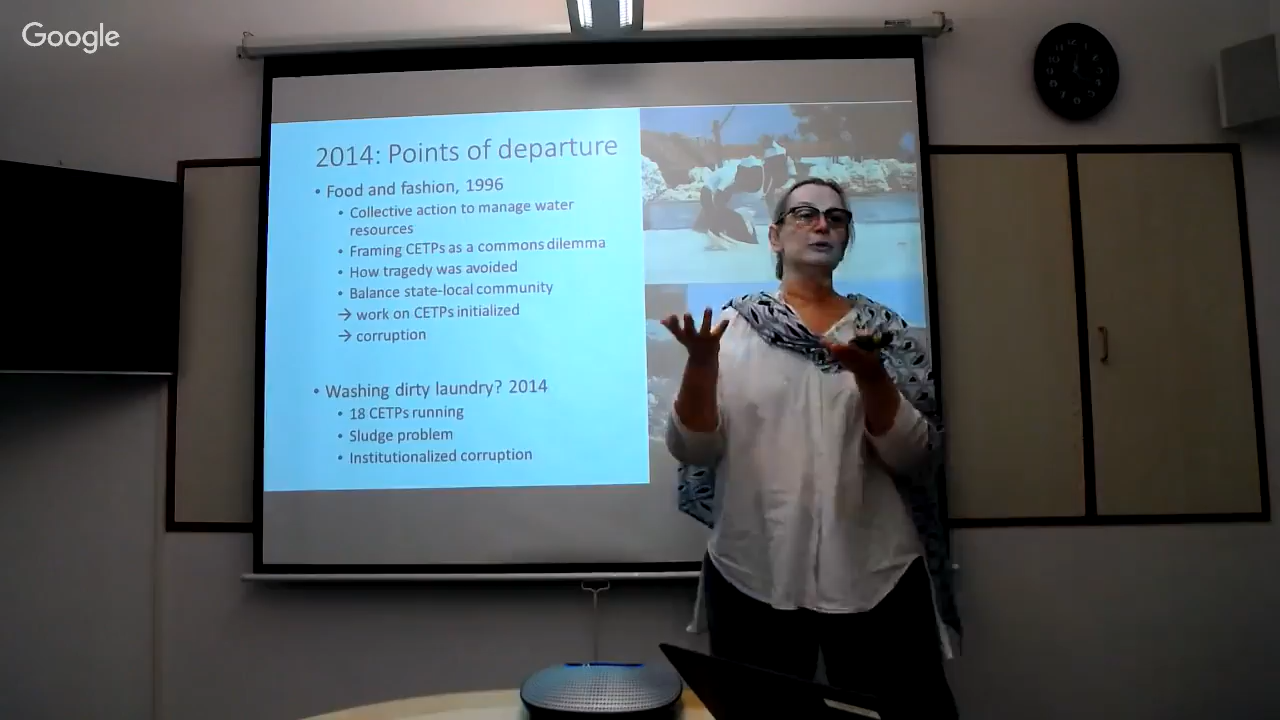 Google
2014: Points of departure
• Food and fashion, 1996
• Collective action to manage water
resources
• Framing CETPs as a commons dilemma
• How tragedy was avoided
• Balance state-local community
→ work on CETPs initialized
→ corruption
• Washing dirty laundry? 2014
• 18 CETPs running
• Sludge problem
• Institutionalized corruption